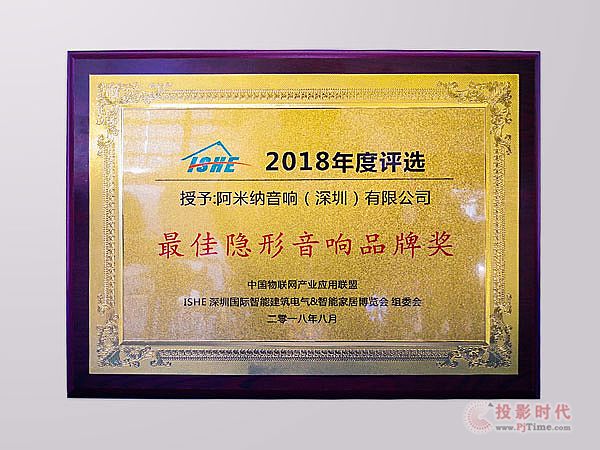 ISHE 2018年度评选
授予:阿米纳音响（深圳）有限公司
最佳隐形音响品牌奖
中国物联网产业应用联盟
ISHE 深圳国际智能建筑电气&智能家居博览会 组委会
二零一八年八月
投影时代
www.PjTime.com